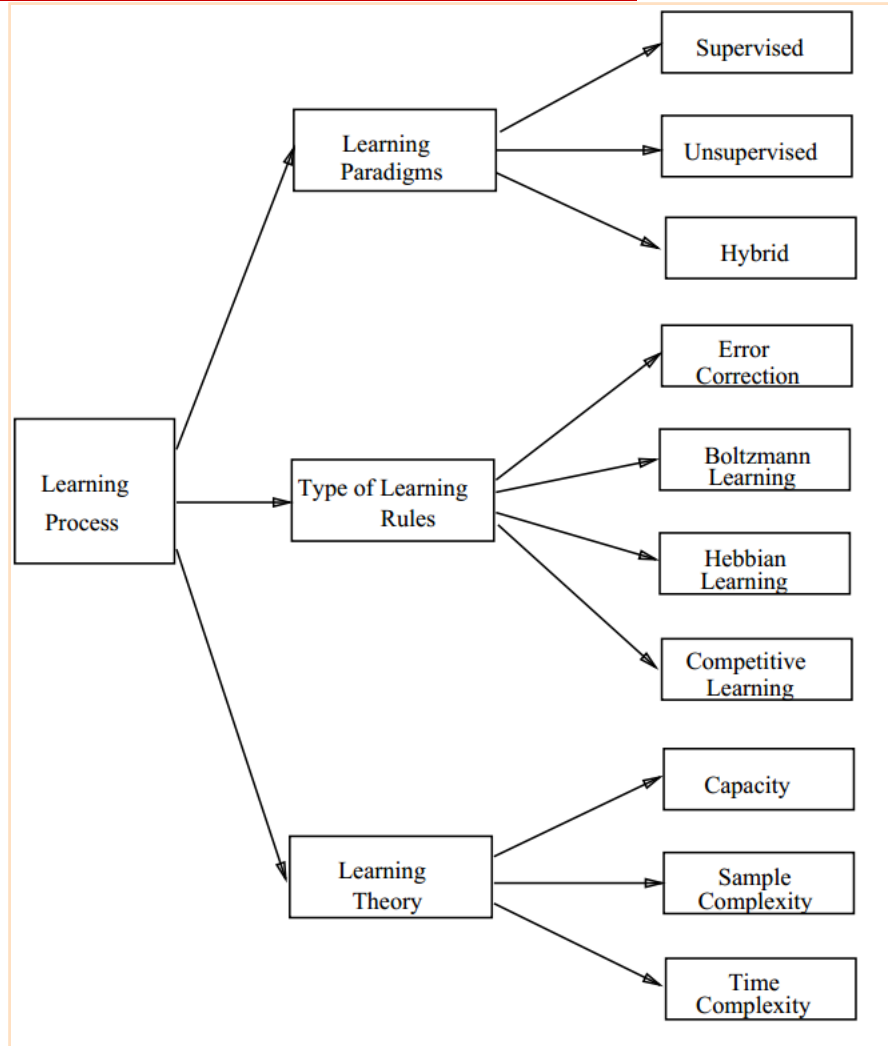 Supervised
Learning
Paradigms
Unsupervised
Hybrid
Error
Correction
Learning
Process
Type of Learning
Rules
Boltzmann
Learning
Hebbian
Learning
Competitive
Learning
Learning
Theory
Capacity
Sample
Complexity
Time
Complexity